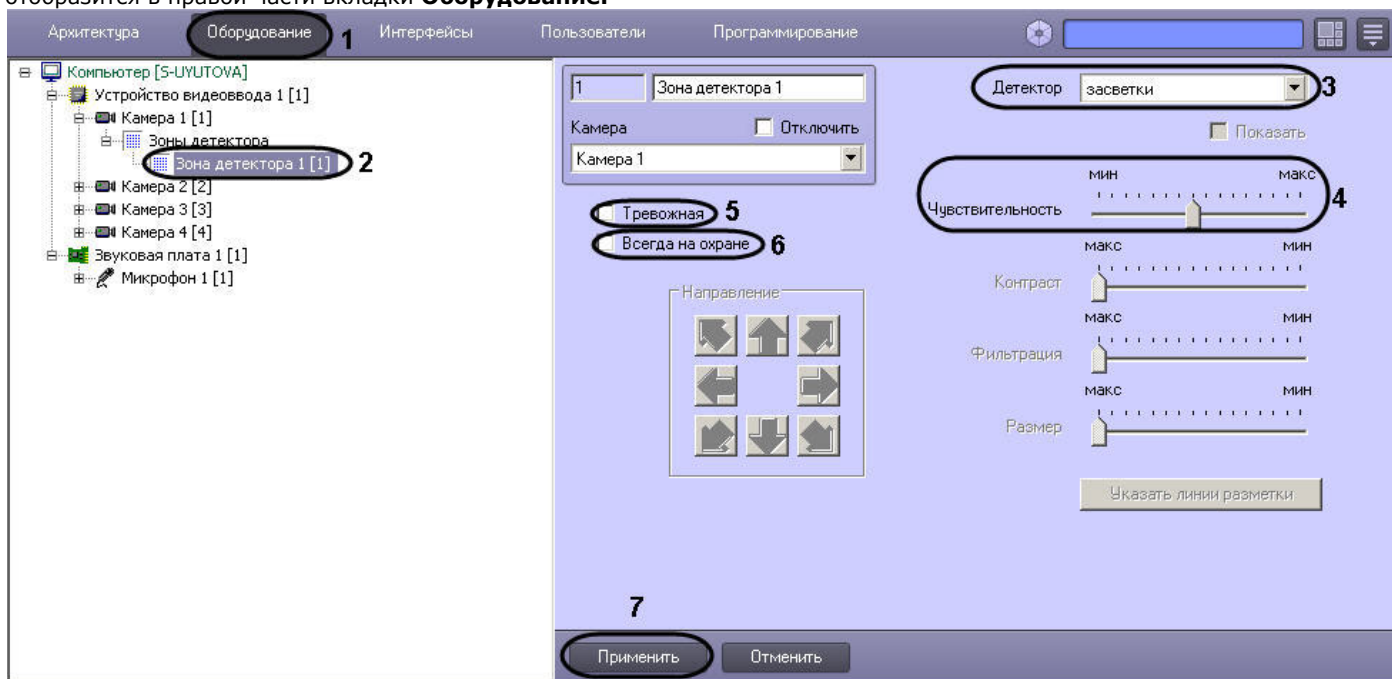 отобразится в правой части вкладки Оборудование.
Архитектура Оборудование 1 Интерфейсы Пользователи Программирование
Компьютер [S-UYUTOVA]
Устройство видеоввода 1 [1]
Камера 1 [1]
Зоны детектора
Зона детектора 1 [1] 2
Камера 2 [2]
Камера 3 [3]
Камера 4 [4]
Звуковая плата 1 [1]
Микрофон 1 [1]
1 Зона детектора 1
Камера Отключить
Камера 1
Тревожная 5
Всегда на охране 6
Направление
Детектор засветки 3
Показать
мин макс
Чувствительность 4
макс мин
Контраст
макс мин
Фильтрация
макс мин
Размер
Указать линии разметки
7
Применить Отменить